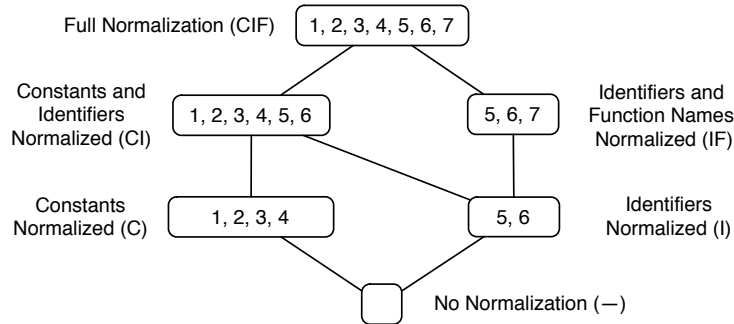 Full Normalization (CIF)
1, 2, 3, 4, 5, 6, 7
Constants and
Identifiers
Normalized (CI)
1, 2, 3, 4, 5, 6
5, 6, 7
Identifiers and
Function Names
Normalized (IF)
Constants
Normalized (C)
1, 2, 3, 4
5, 6
Identifiers
Normalized (I)
No Normalization (—)